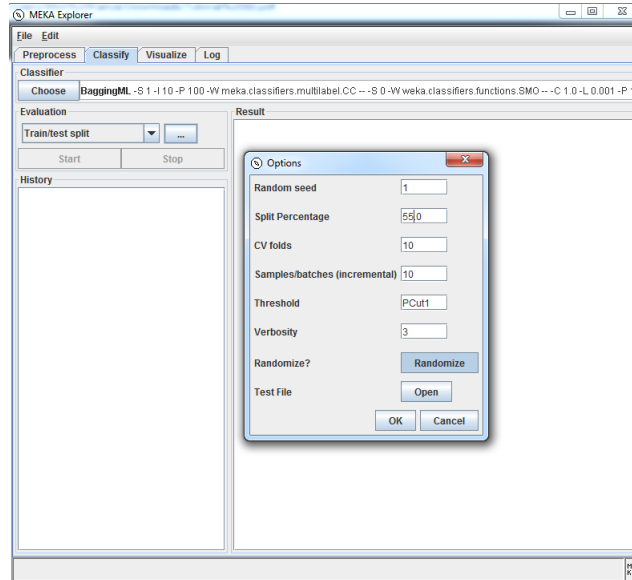 MEKA Explorer
File Edit
Preprocess Classify Visualize Log
Classifier
Choose BaggingML -S 1 -I 10 -P 100 -W meka.classifiers.multilabel.CC -- -S 0 -W weka.classifiers.functions.SMO -- -C 1.0 -L 0.001 -P 1
Evaluation
Train/test split ...
Start Stop
History
Result
Options
Random seed 1
Split Percentage 55.0
CV folds 10
Samples/batches (incremental) 10
Threshold PCut1
Verbosity 3
Randomize? Randomize
Test File Open
OK Cancel